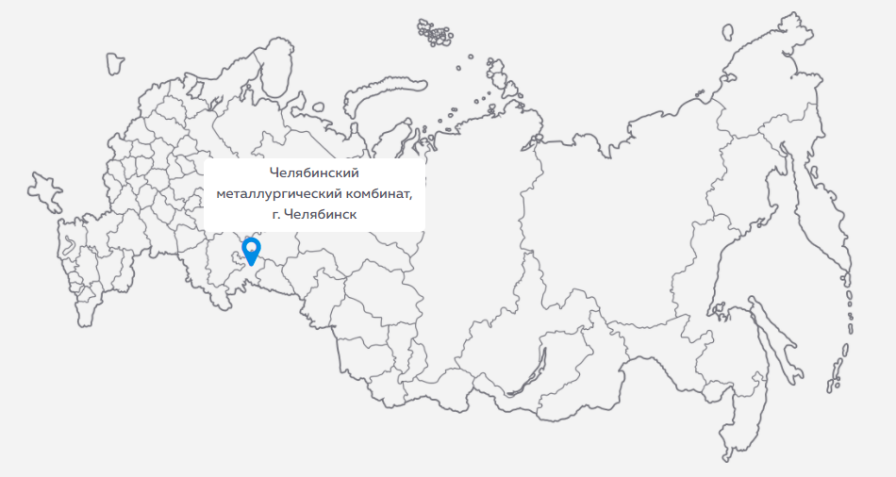 Челябинский
металлургический комбинат,
г. Челябинск